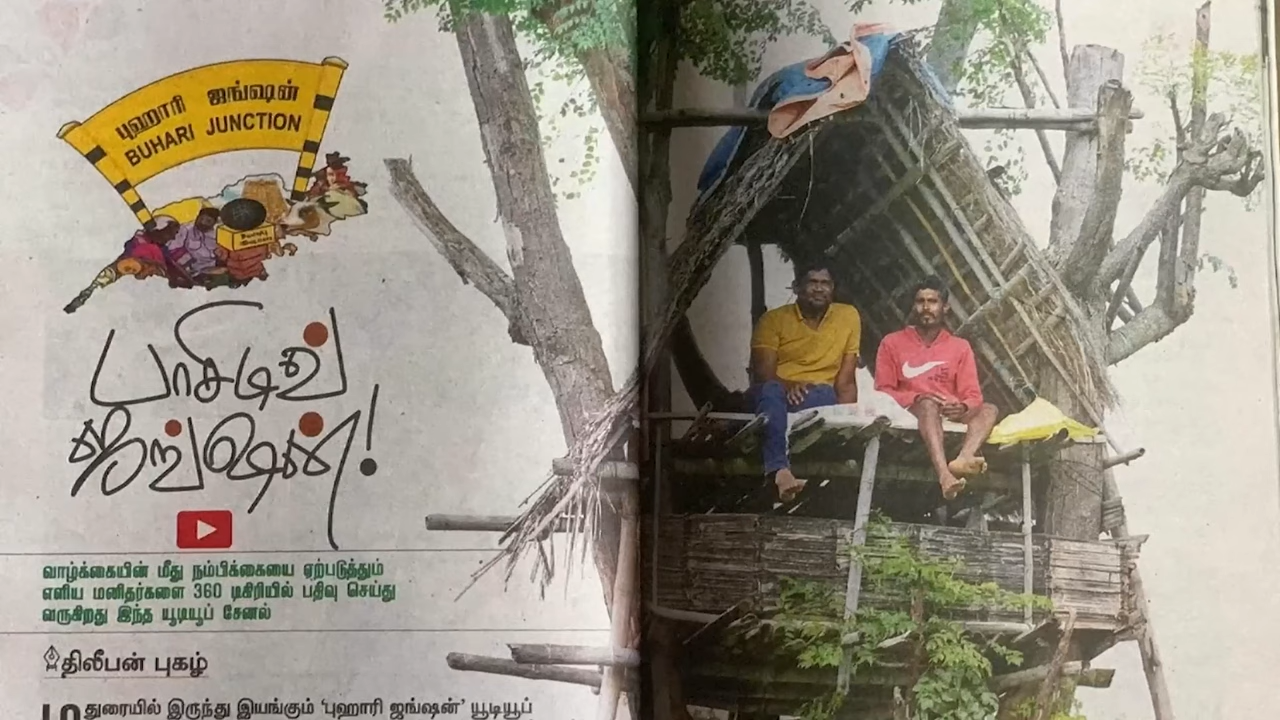 புஹாரி ஜங்ஷன்
BUHARI JUNCTION
பாசிடிவ்
ஜங்ஷன்!
வாழ்க்கையின் மீது நம்பிக்கையை ஏற்படுத்தும்
எளிய மனிதர்களை 360 டிகிரியில் பதிவு செய்து
வருகிறது இந்த யூடியூப் சேனல்
திலீபன் புகழ்
மதுரையில் இருந்து இயங்கும் ‘புஹாரி ஜங்ஷன்’ யூடியூப்